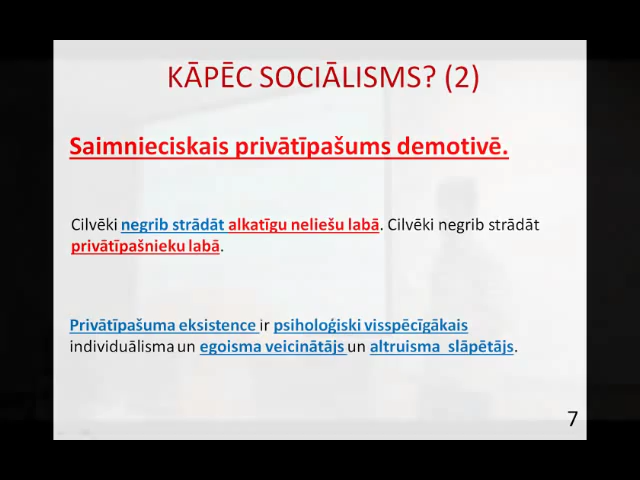 KĀPĒC SOCIĀLISMS? (2)
Saimnieciskais privātīpašums demotivē.
Cilvēki negrib strādāt alkatīgu neliešu labā. Cilvēki negrib strādāt
privātīpašnieku labā.
Privātīpašuma eksistence ir psiholoģiski visspēcīgākais
individuālisma un egoisma veicinātājs un altruisma slāpētājs.
7